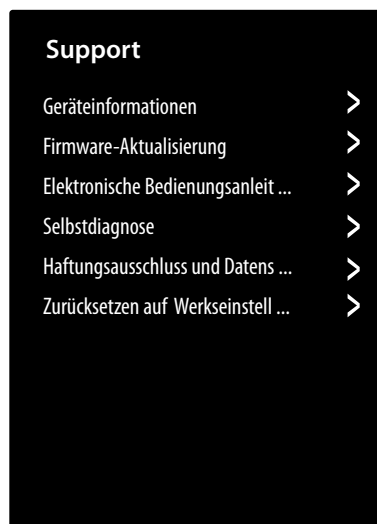 Support
Geräteinformationen
Firmware-Aktualisierung
Elektronische Bedienungsanleit ...
Selbstdiagnose
Haftungsausschluss und Datens ...
Zurücksetzen auf Werkseinstell ...